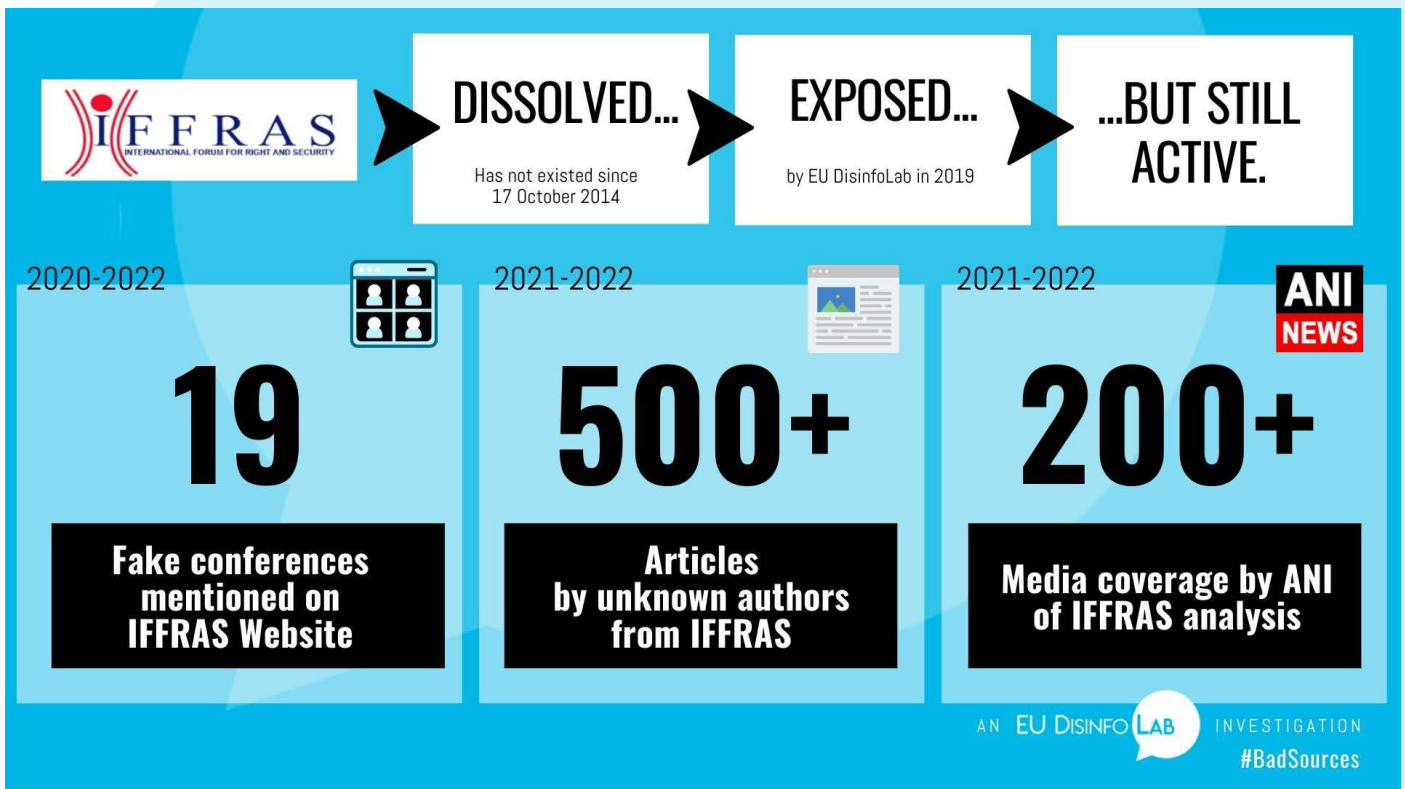 IFFRAS
INTERNATIONAL FORUM FOR RIGHT AND SECURITY
DISSOLVED...
Has not existed since
17 October 2014
EXPOSED...
by EU DisinfoLab in 2019
...BUT STILL
ACTIVE.
2020-2022
19
Fake conferences
mentioned on
IFFRAS Website
2021-2022
500+
Articles
by unknown authors
from IFFRAS
2021-2022
ANI
NEWS
200+
Media coverage by ANI
of IFFRAS analysis
AN EU DISINFO LAB INVESTIGATION
#BadSources